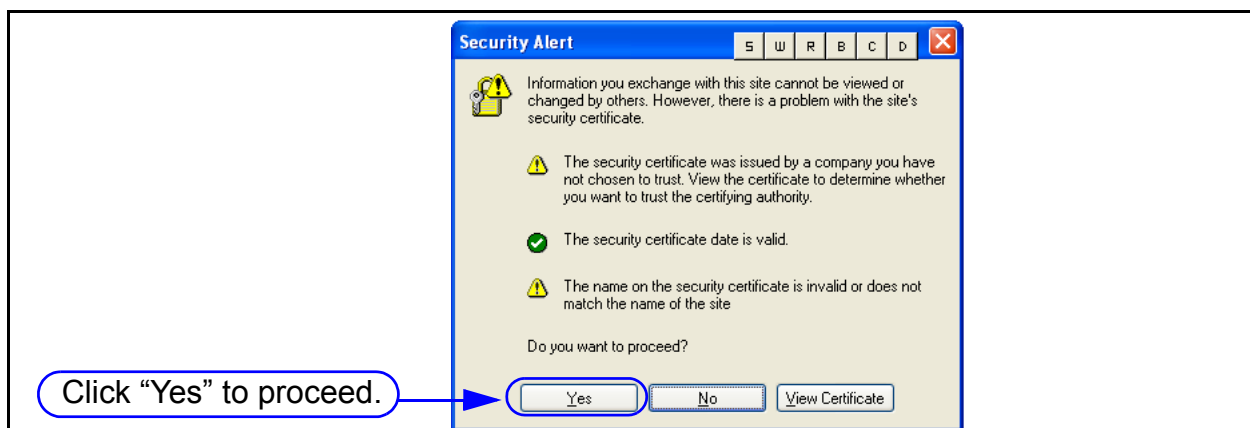 Security Alert
S W R B C D
Information you exchange with this site cannot be viewed or
changed by others. However, there is a problem with the site's
security certificate.
The security certificate was issued by a company you have
not chosen to trust. View the certificate to determine whether
you want to trust the certifying authority.
The security certificate date is valid.
The name on the security certificate is invalid or does not
match the name of the site
Do you want to proceed?
Click “Yes” to proceed.
Yes No View Certificate